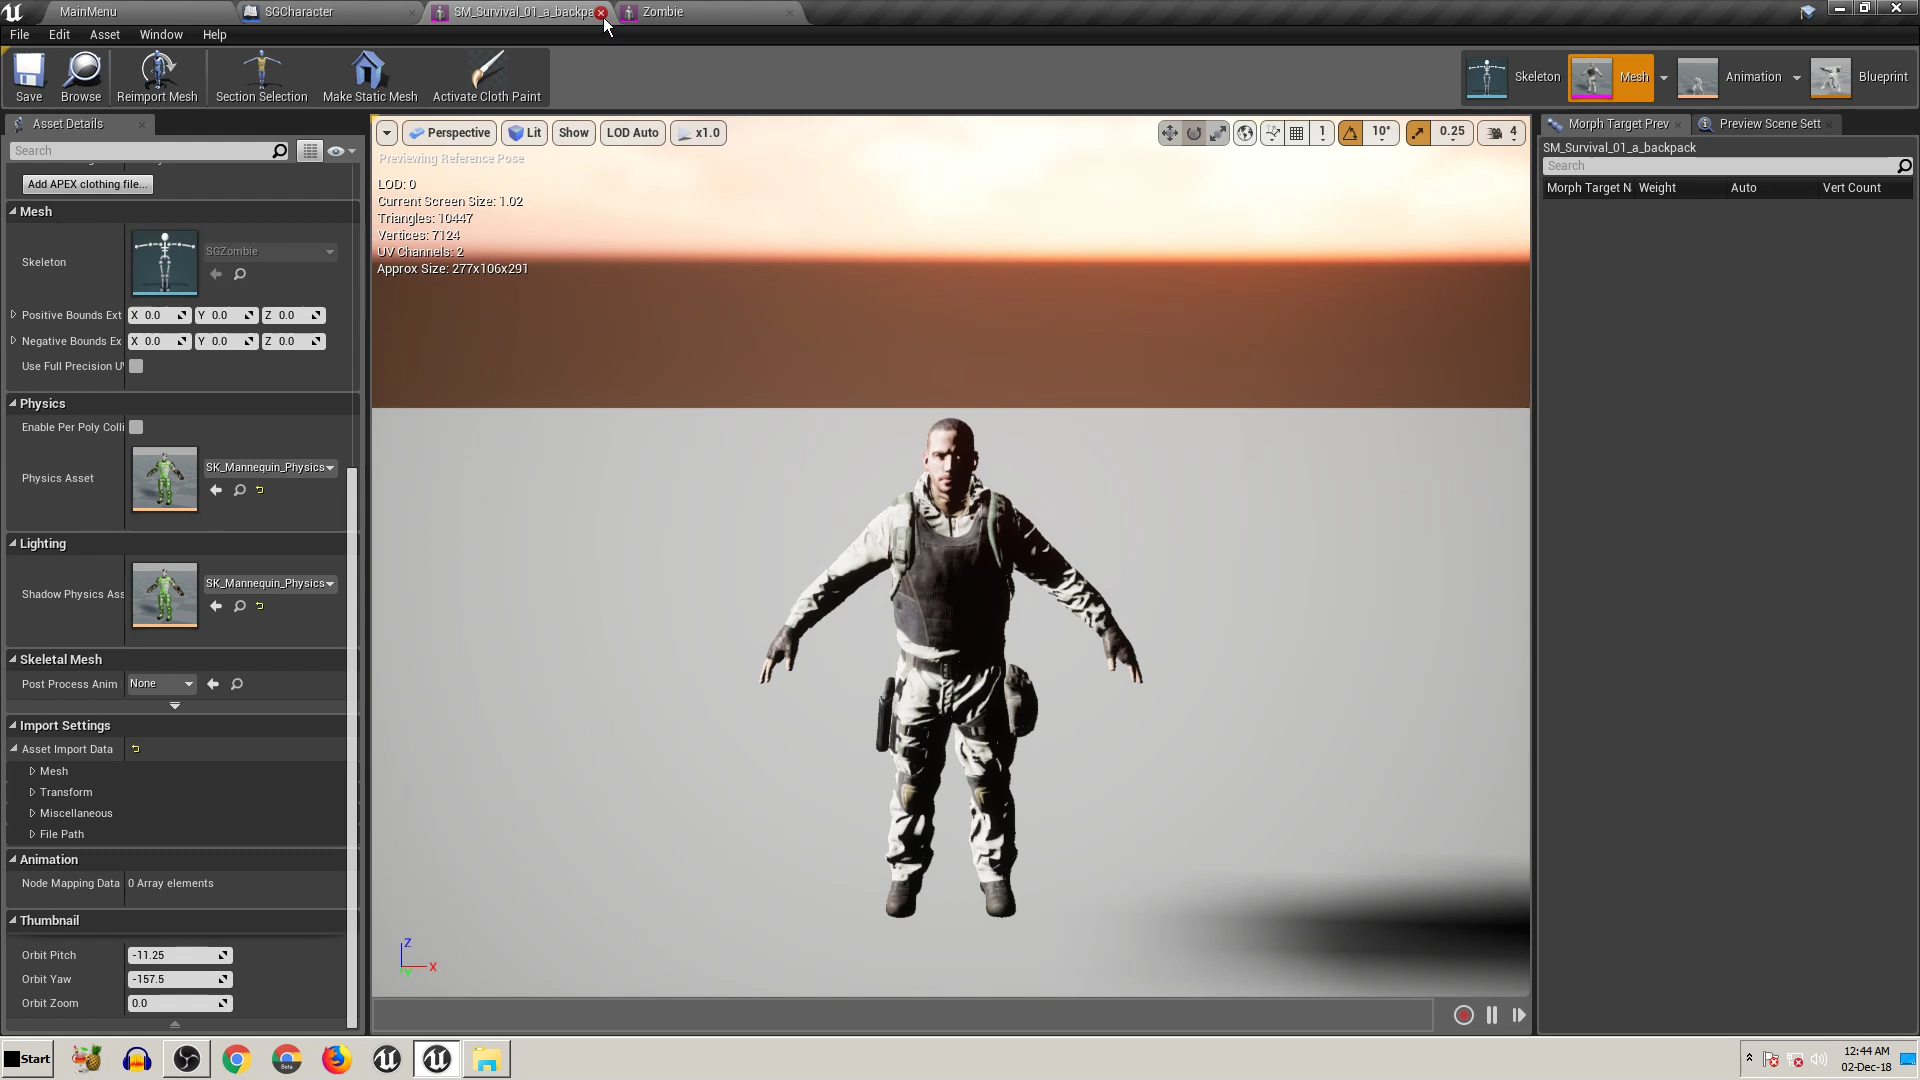 MainMenu
SGCharacter
SM_Survival_01_a_backpa
Zombie
File
Edit
Asset
Window
Help
Save
Browse
Reimport Mesh
Section Selection
Make Static Mesh
Activate Cloth Paint
Skeleton
Mesh
Animation
Blueprint
Asset Details
Search
Add APEX clothing file...
Mesh
Skeleton
SGZombie
Positive Bounds Ext
X 0.0
Y 0.0
Z 0.0
Negative Bounds Ex
X 0.0
Y 0.0
Z 0.0
Use Full Precision U
Physics
Enable Per Poly Colli
Physics Asset
SK_Mannequin_Physics
Lighting
Shadow Physics Ass
SK_Mannequin_Physics
Skeletal Mesh
Post Process Anim
None
Import Settings
Asset Import Data
Mesh
Transform
Miscellaneous
File Path
Animation
Node Mapping Data
0 Array elements
Thumbnail
Orbit Pitch
-11.25
Orbit Yaw
-157.5
Orbit Zoom
0.0
Perspective
Lit
Show
LOD Auto
x1.0
1
10°
0.25
4
Previewing Reference Pose
LOD: 0
Current Screen Size: 1.02
Triangles: 10447
Vertices: 7124
UV Channels: 2
Approx Size: 277x106x291
Z
X
Y
Morph Target Prev
Preview Scene Sett
SM_Survival_01_a_backpack
Search
Morph Target N
Weight
Auto
Vert Count
Start
Beta
12:44 AM
02-Dec-18